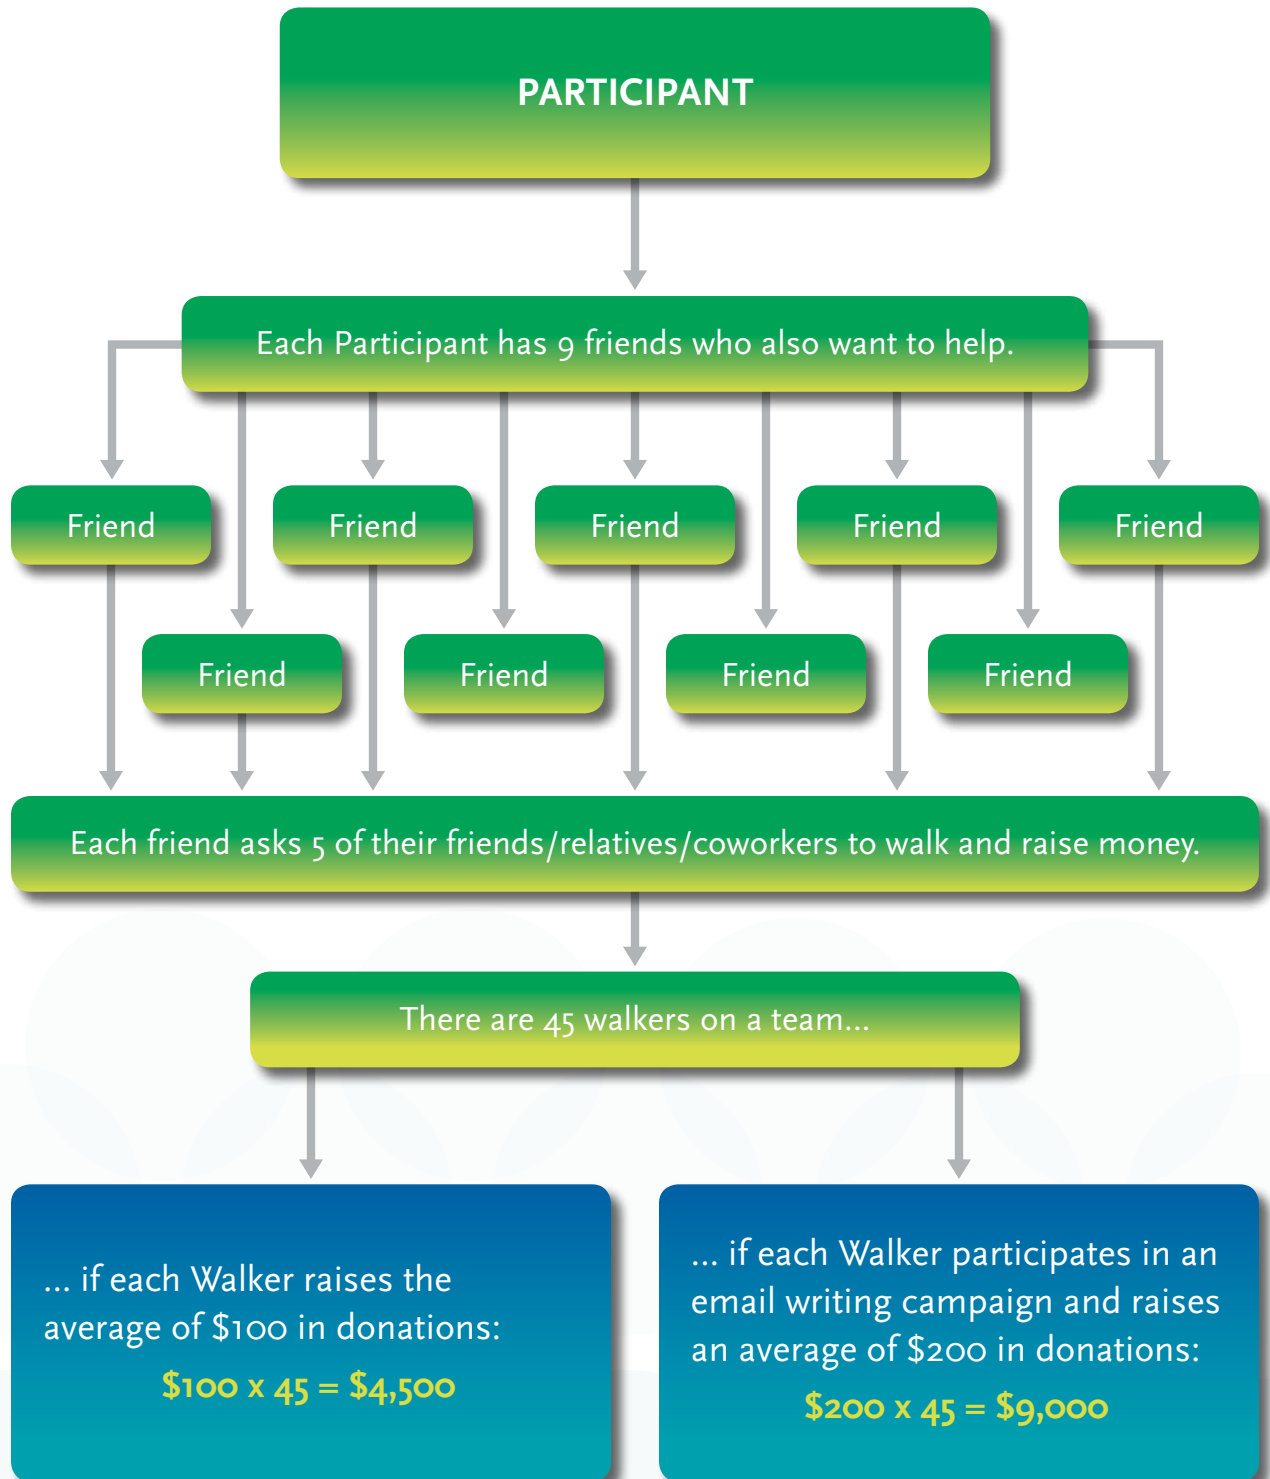 PARTICIPANT
Each Participant has 9 friends who also want to help.
Friend
Friend
Friend
Friend
Friend
Friend
Friend
Friend
Friend
Each friend asks 5 of their friends/relatives/coworkers to walk and raise money.
There are 45 walkers on a team...
... if each Walker raises the
average of $100 in donations:
$100 x 45 = $4,500
... if each Walker participates in an
email writing campaign and raises
an average of $200 in donations:
$200 x 45 = $9,000